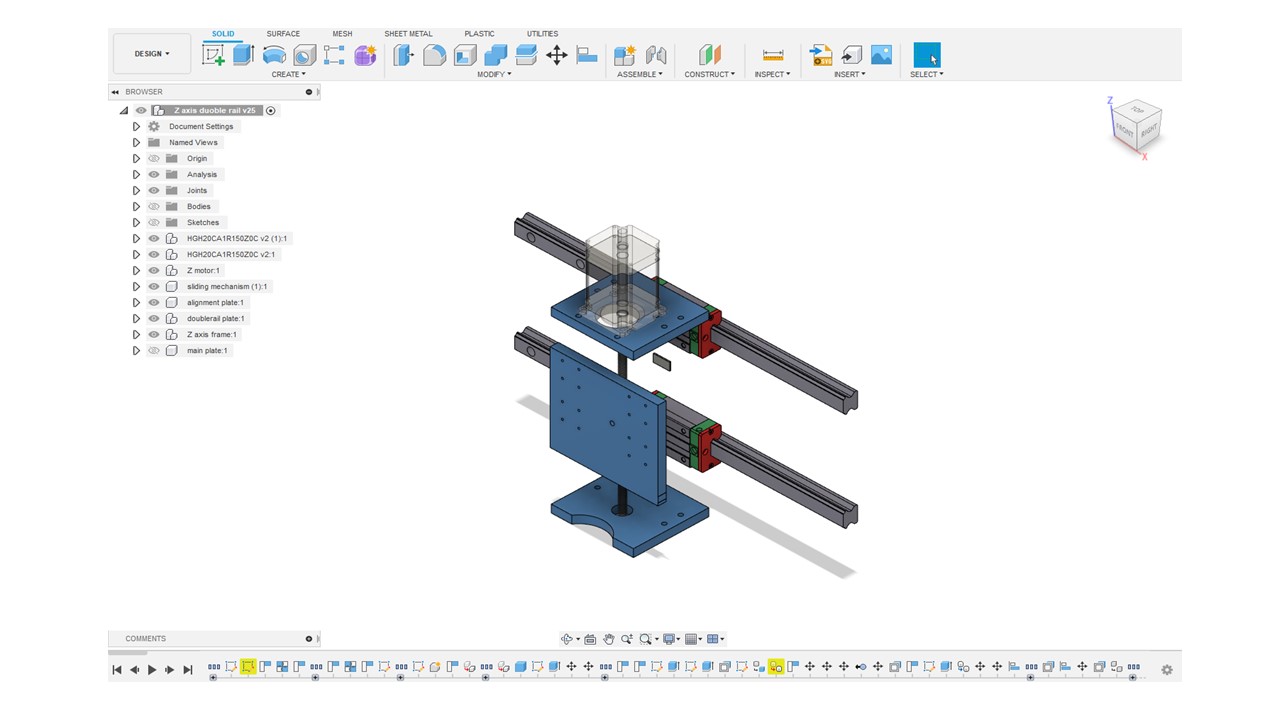 SOLID SURFACE MESH SHEET METAL PLASTIC UTILITIES
DESIGN
CREATE MODIFY ASSEMBLE CONSTRUCT INSPECT INSERT SELECT
BROWSER
Z axis duoble rail v25
Document Settings
Named Views
Origin
Analysis
Joints
Bodies
Sketches
HGH20CA1R150Z0C v2 (1):1
HGH20CA1R150Z0C v2:1
Z motor:1
sliding mechanism (1):1
alignment plate:1
doublerail plate:1
Z axis frame:1
main plate:1
Z
TOP
FRONT RIGHT
X
COMMENTS